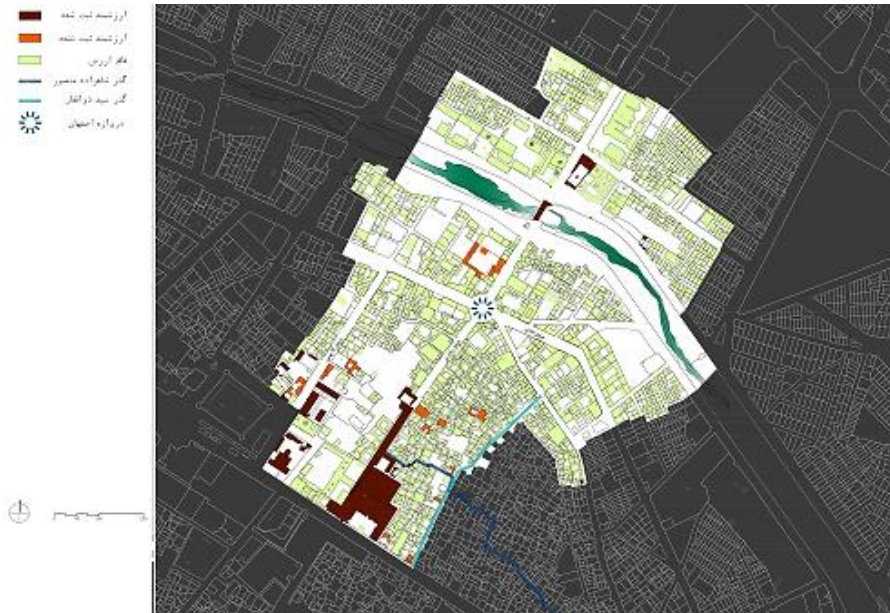 ارزشمند ثبت شده
ارزشمند ثبت نشده
فاقد ارزش
گذر شاهزاده منصور
گذر سید ذوالفقار
دروازه اصفهان